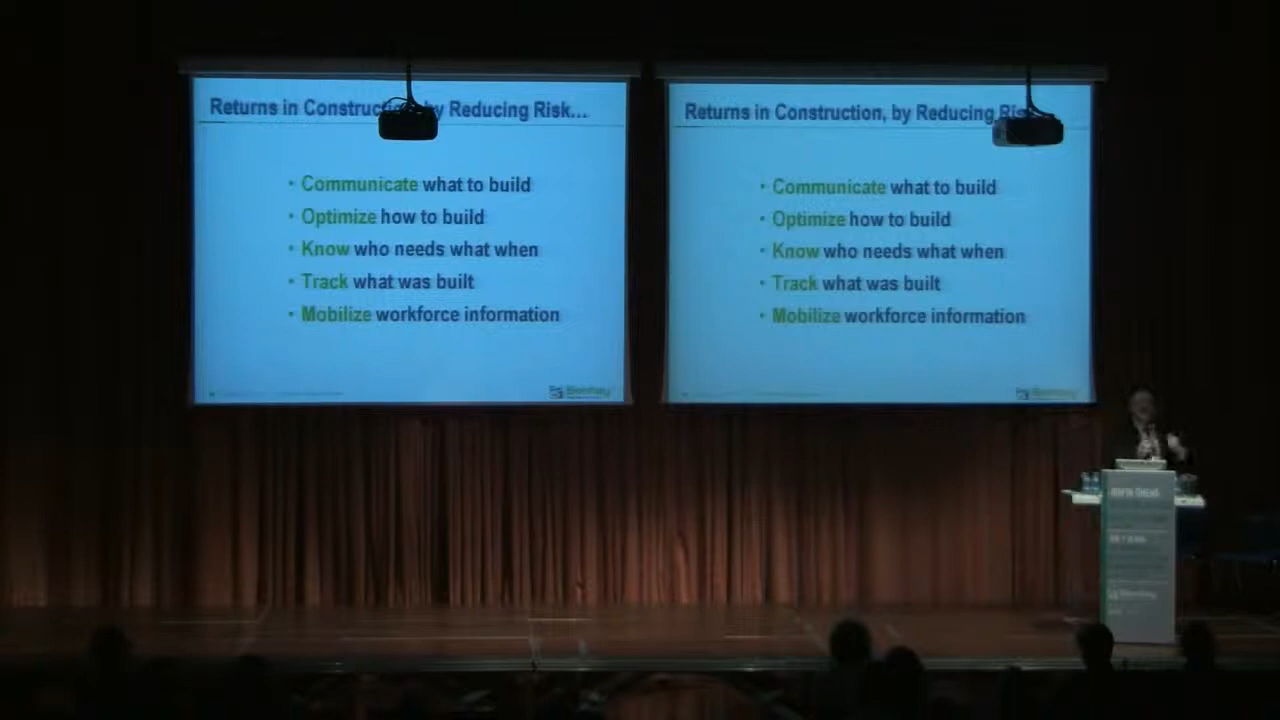 Returns in Construction, by Reducing Risk...
• Communicate what to build
• Optimize how to build
• Know who needs what when
• Track what was built
• Mobilize workforce information
Bentley
Returns in Construction, by Reducing
• Communicate what to build
• Optimize how to build
• Know who needs what when
• Track what was built
• Mobilize workforce information
Bentley